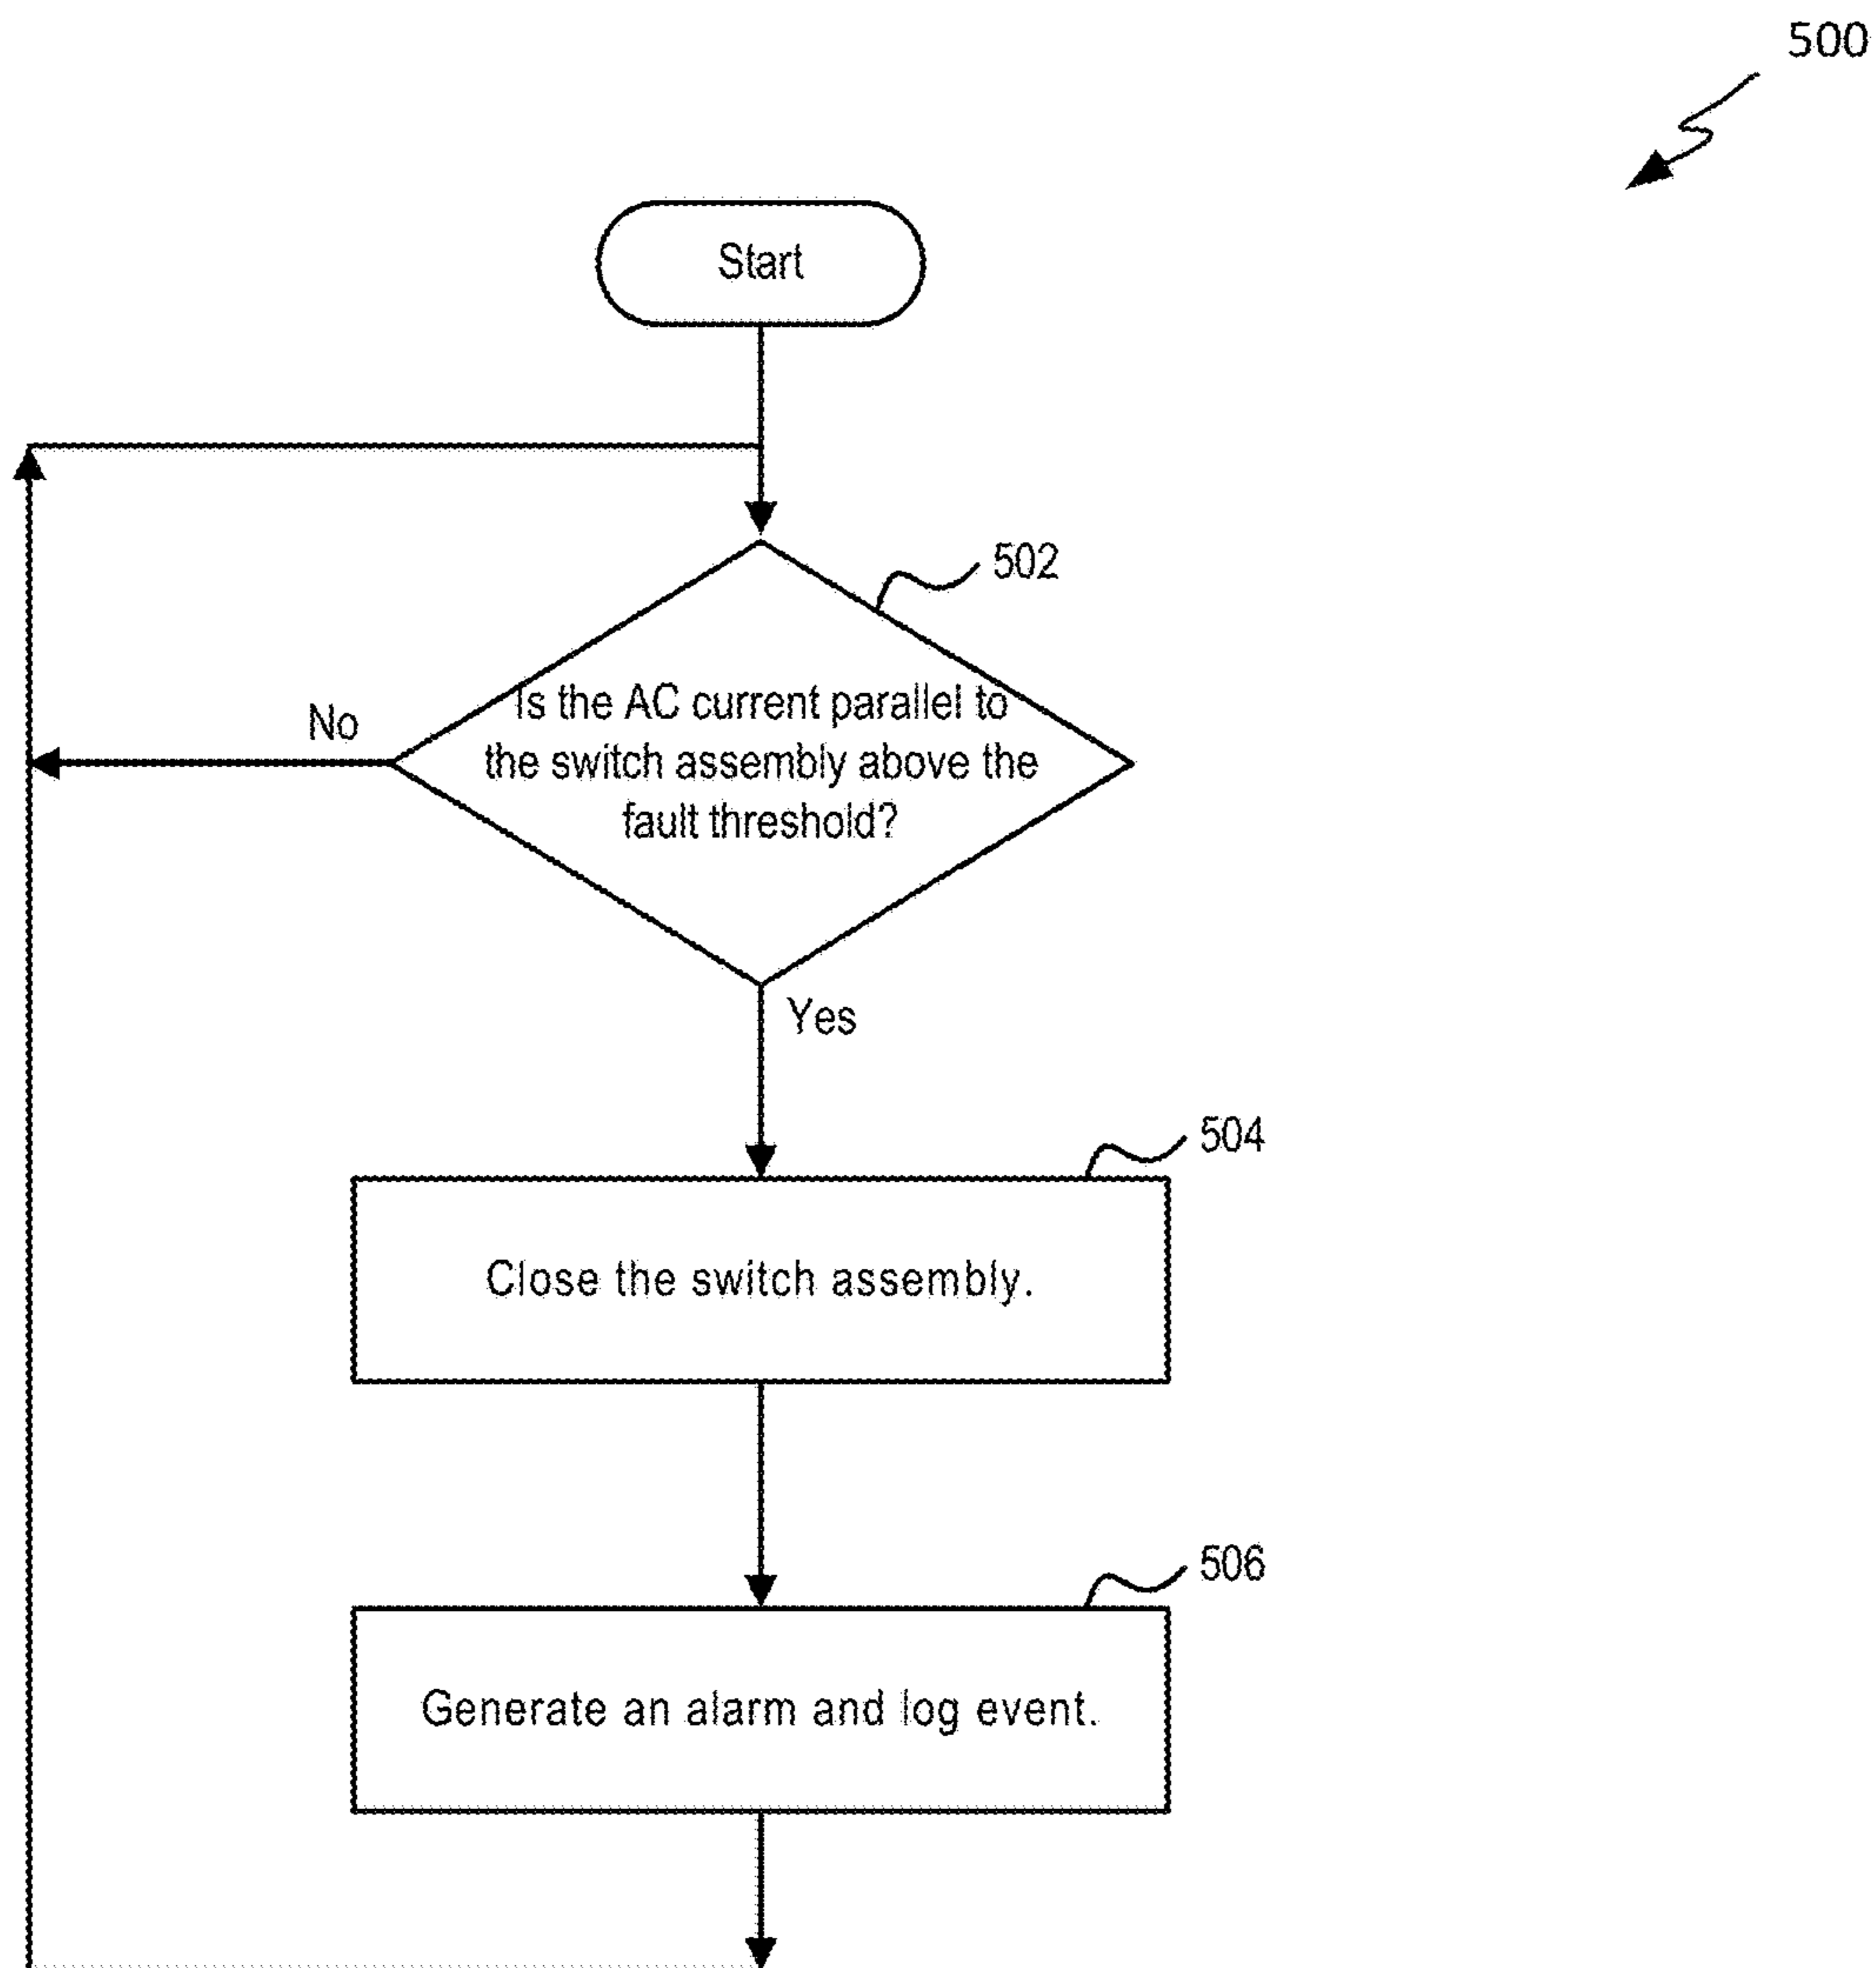 500
Start
502
Is the AC current parallel to
the switch assembly above the
fault threshold?
No
Yes
504
Close the switch assembly.
506
Generate an alarm and log event.